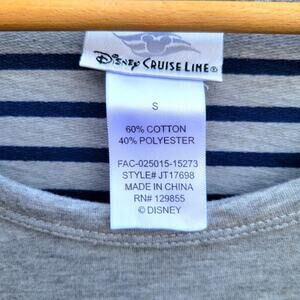 Disney CRUISE LINE®
S
60% COTTON
40% POLYESTER
FAC-025015-15273
STYLE# JT17698
MADE IN CHINA
RN# 129855
© DISNEY